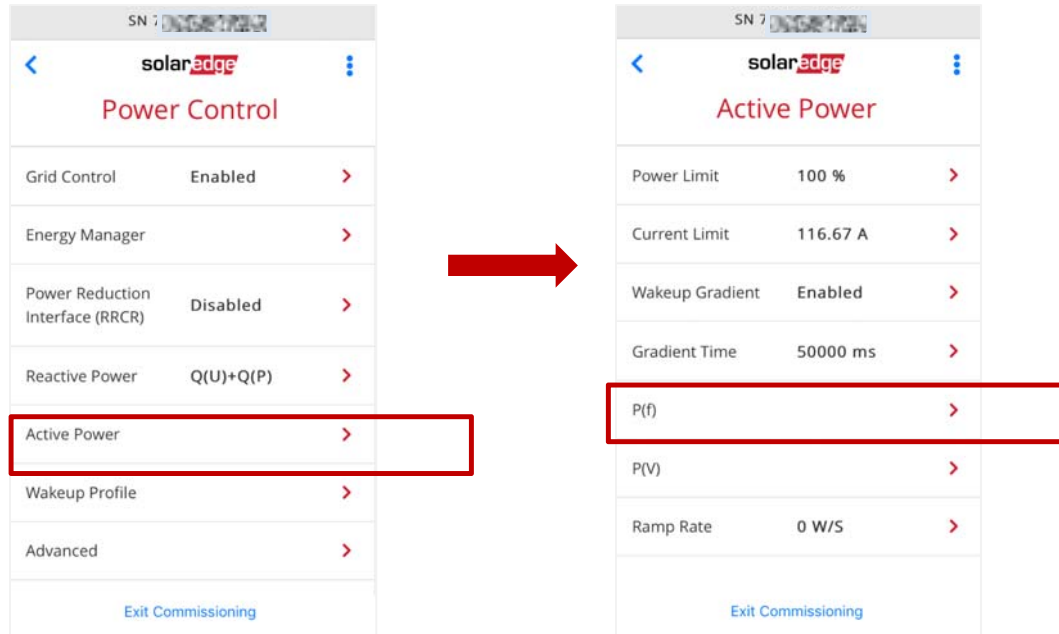 SN 7
solaredge
Power Control
Grid Control Enabled
Energy Manager
Power Reduction
Interface (RRCR) Disabled
Reactive Power Q(U)+Q(P)
Active Power
Wakeup Profile
Advanced
Exit Commissioning
SN 7
solaredge
Active Power
Power Limit 100 %
Current Limit 116.67 A
Wakeup Gradient Enabled
Gradient Time 50000 ms
P(f)
P(V)
Ramp Rate 0 W/S
Exit Commissioning